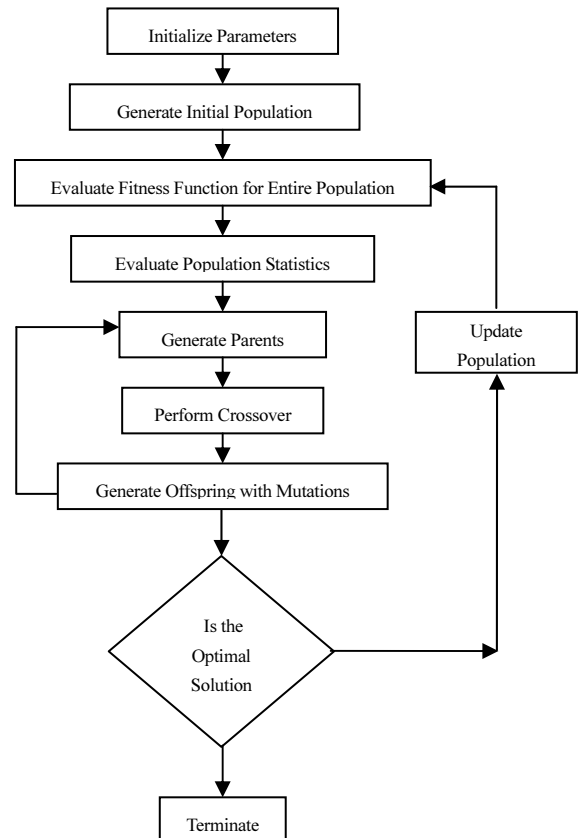 Initialize Parameters
Generate Initial Population
Evaluate Fitness Function for Entire Population
Evaluate Population Statistics
Generate Parents
Update
Population
Perform Crossover
Generate Offspring with Mutations
Is the
Optimal
Solution
Terminate